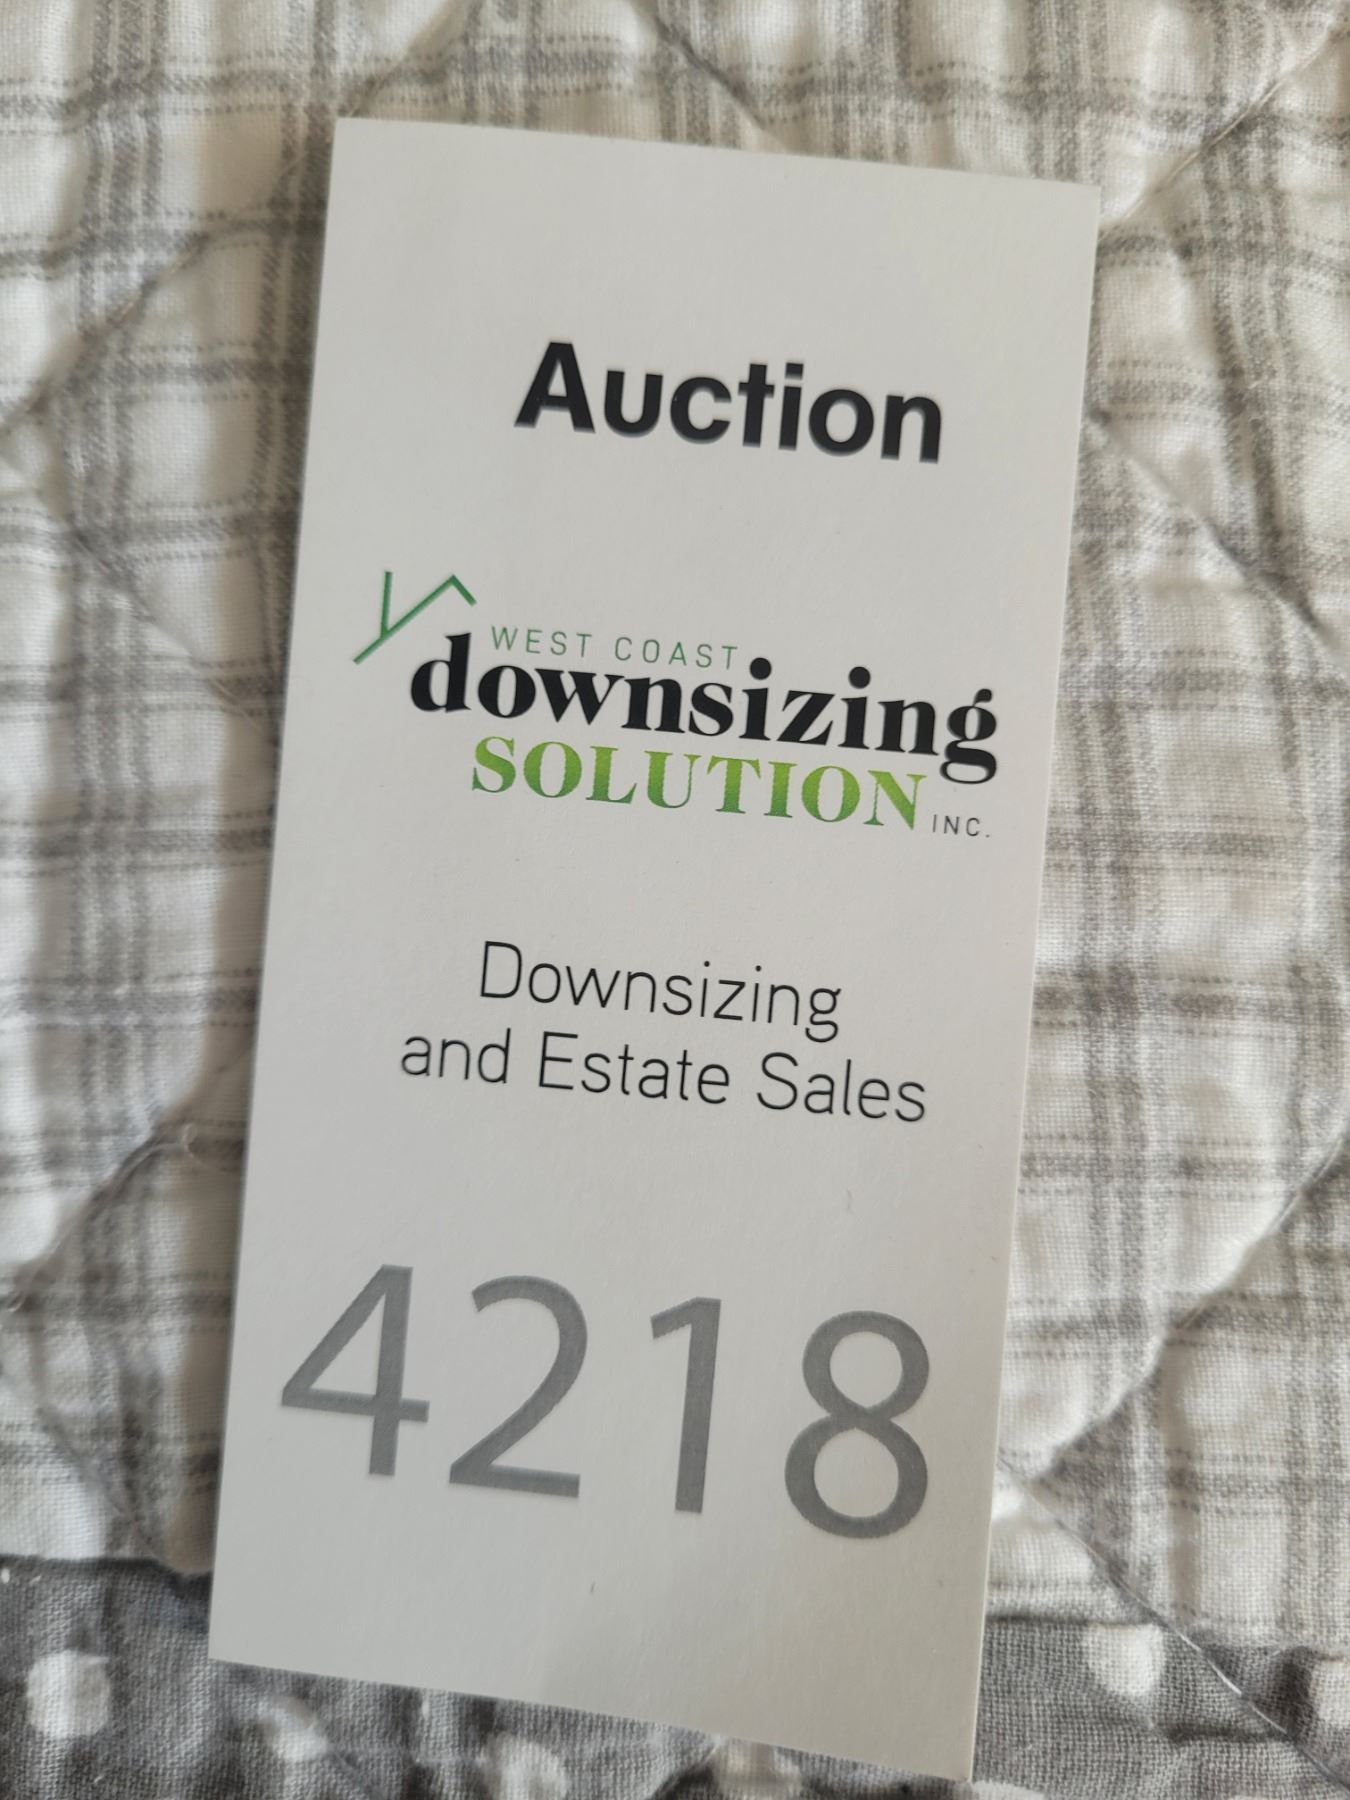 Auction
WEST COAST
downsizing
SOLUTION INC.
Downsizing
and Estate Sales
4218